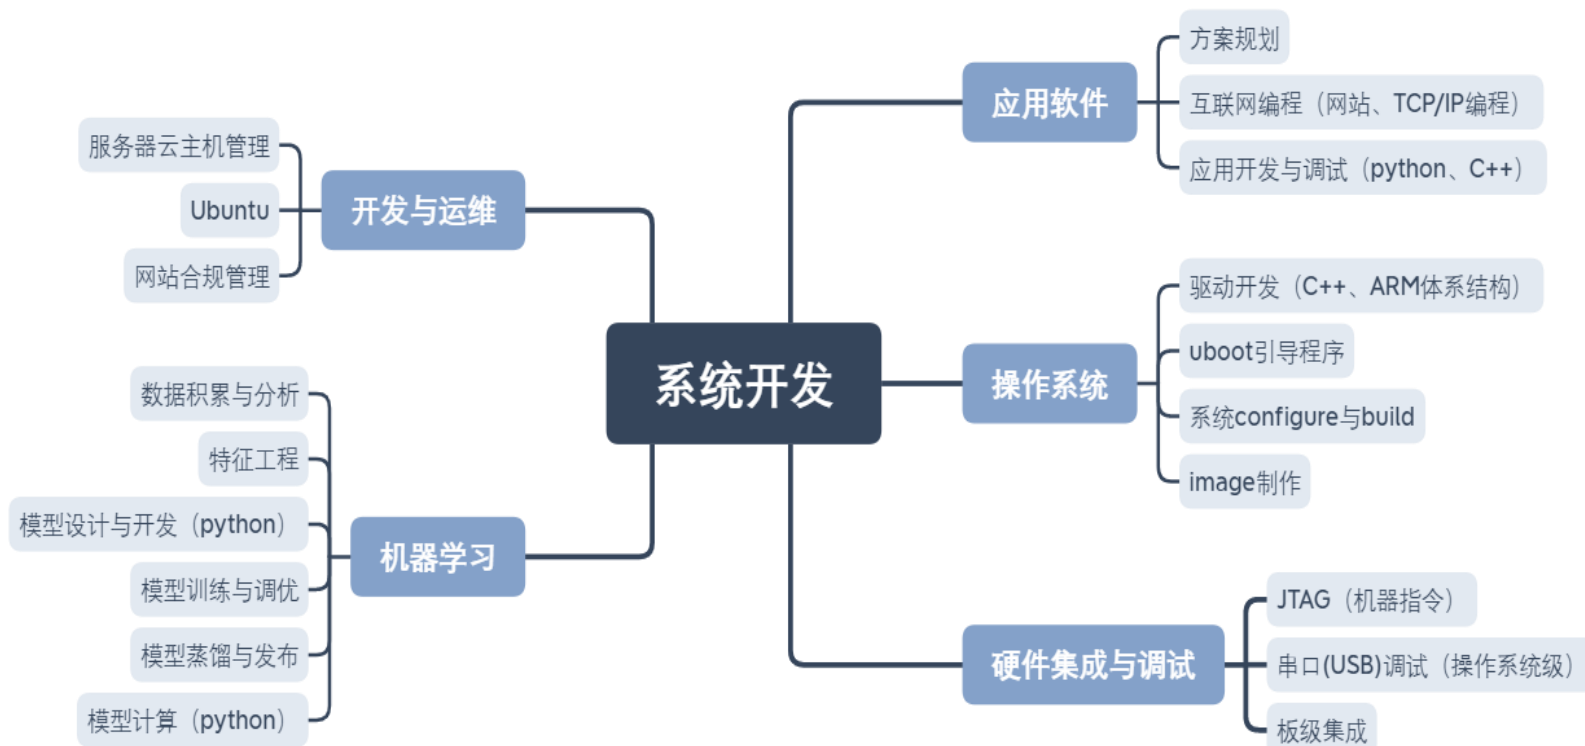 系统开发
应用软件
方案规划
互联网编程（网站、TCP/IP编程）
应用开发与调试（python、C++）
操作系统
驱动开发（C++、ARM体系结构）
uboot引导程序
系统configure与build
image制作
硬件集成与调试
JTAG（机器指令）
串口(USB)调试（操作系统级）
板级集成
开发与运维
服务器云主机管理
Ubuntu
网站合规管理
机器学习
数据积累与分析
特征工程
模型设计与开发（python）
模型训练与调优
模型蒸馏与发布
模型计算（python）